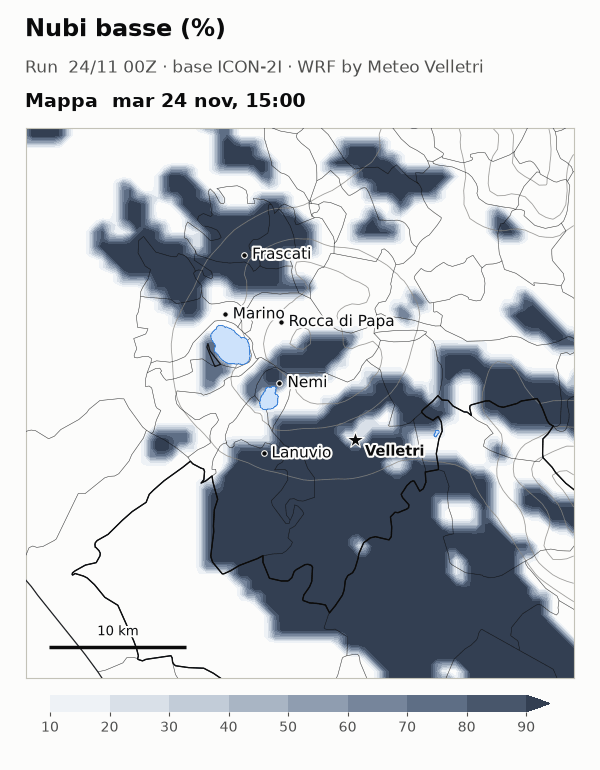 Nubi basse (%)
Run  24/11 00Z · base ICON-2I · WRF by Meteo Velletri
Mappa  mar 24 nov, 15:00
Frascati
Marino
Rocca di Papa
Nemi
Velletri
Lanuvio
10 km
10 20 30 40 50 60 70 80 90